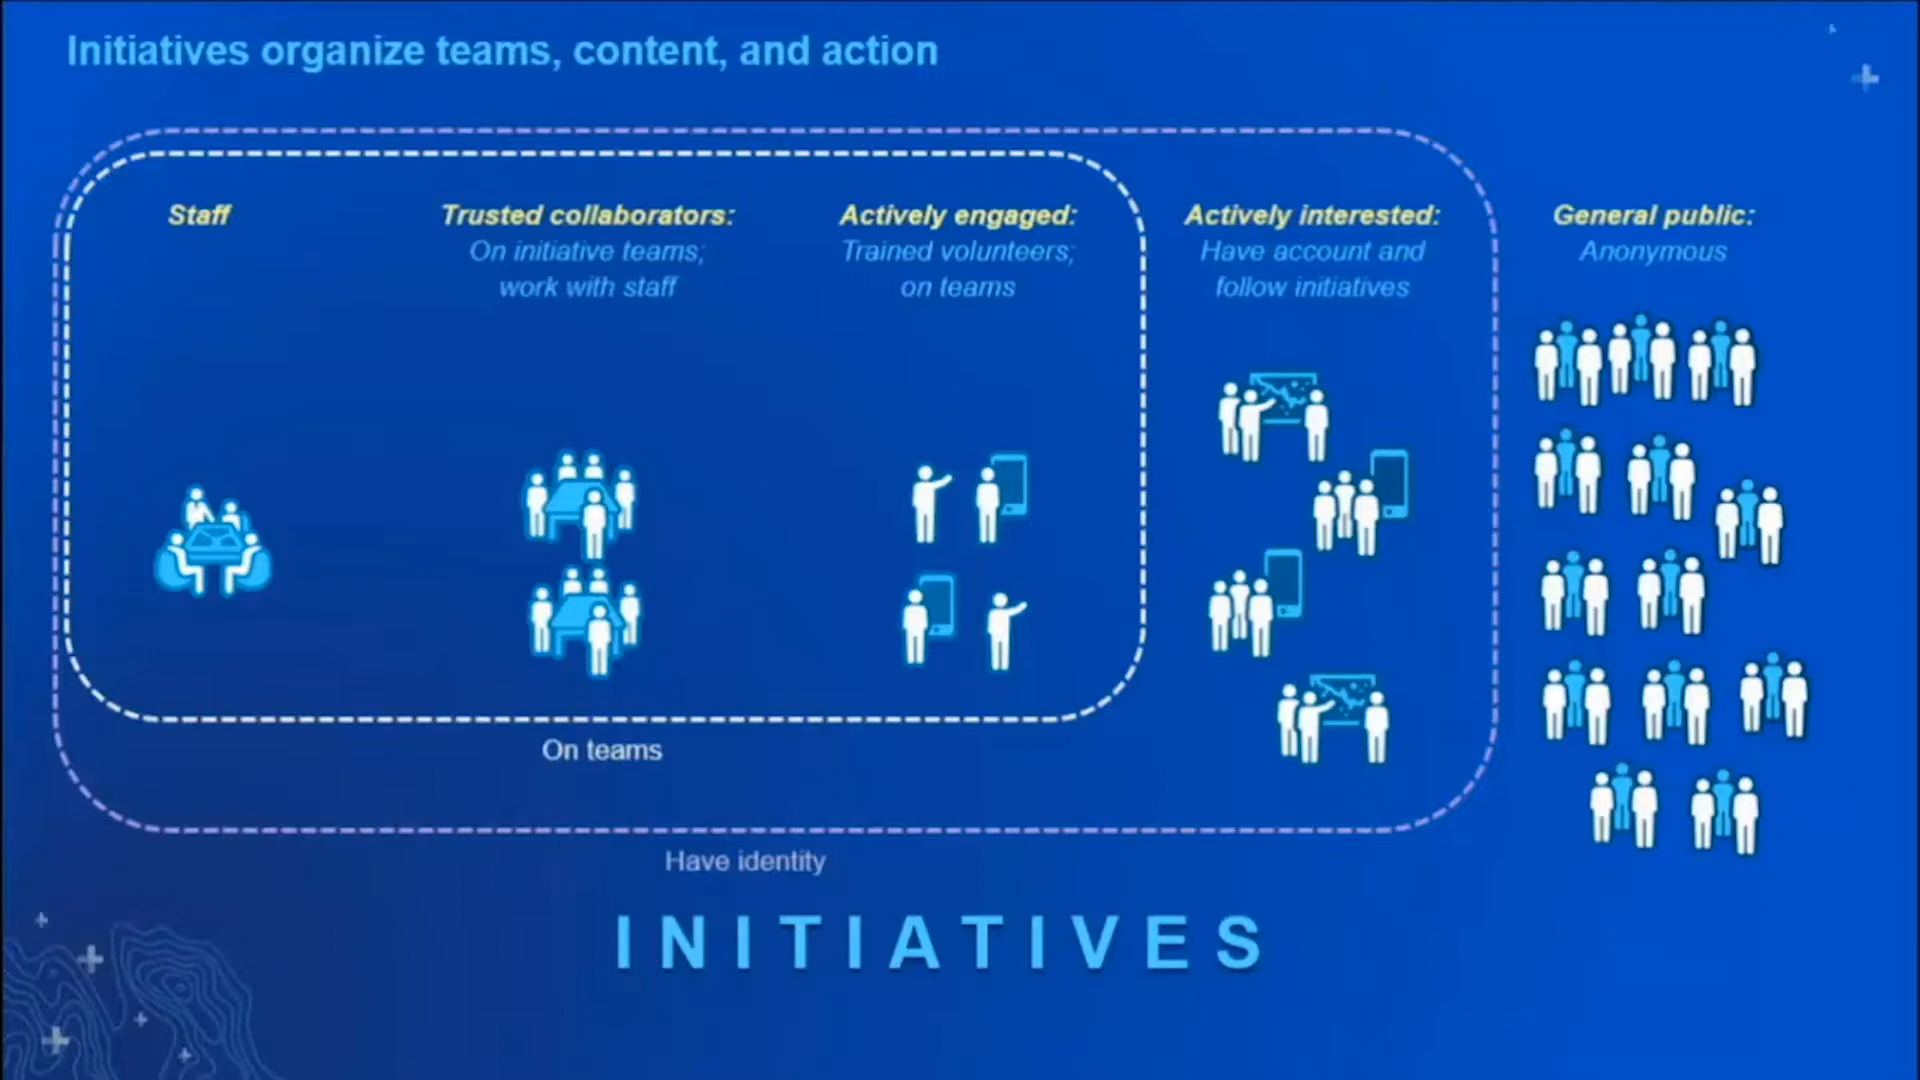 Initiatives organize teams, content, and action
Staff
Trusted collaborators:
On initiative teams;
work with staff
Actively engaged:
Trained volunteers;
on teams
Actively interested:
Have account and
follow initiatives
General public:
Anonymous
On teams
Have identity
INITIATIVES